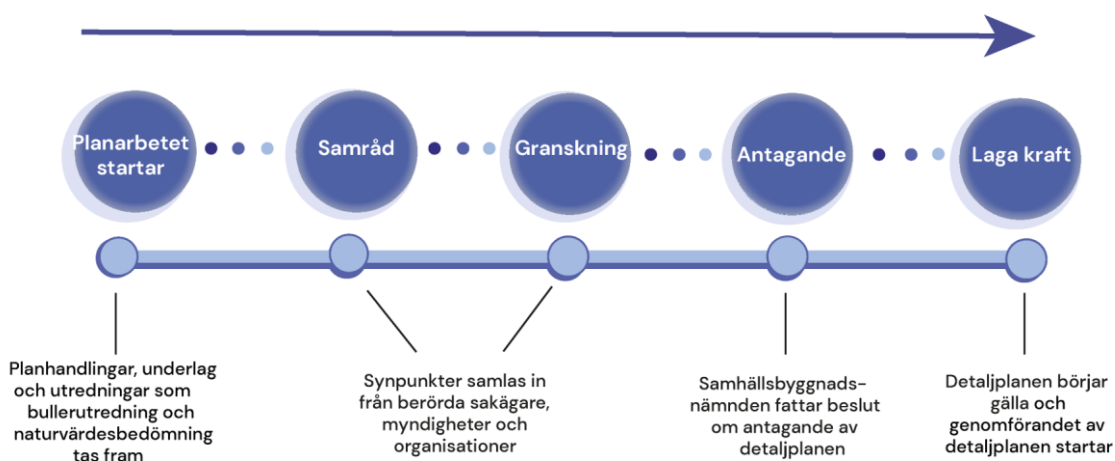 Planarbetet
startar
Samråd
Granskning
Antagande
Laga kraft
Planhandlingar, underlag
och utredningar som
bullerutredning och
naturvärdesbedömning
tas fram
Synpunkter samlas in
från berörda sakägare,
myndigheter och
organisationer
Samhällsbyggnads-
nämnden fattar beslut
om antagande av
detaljplanen
Detaljplanen börjar
gälla och
genomförandet av
detaljplanen startar